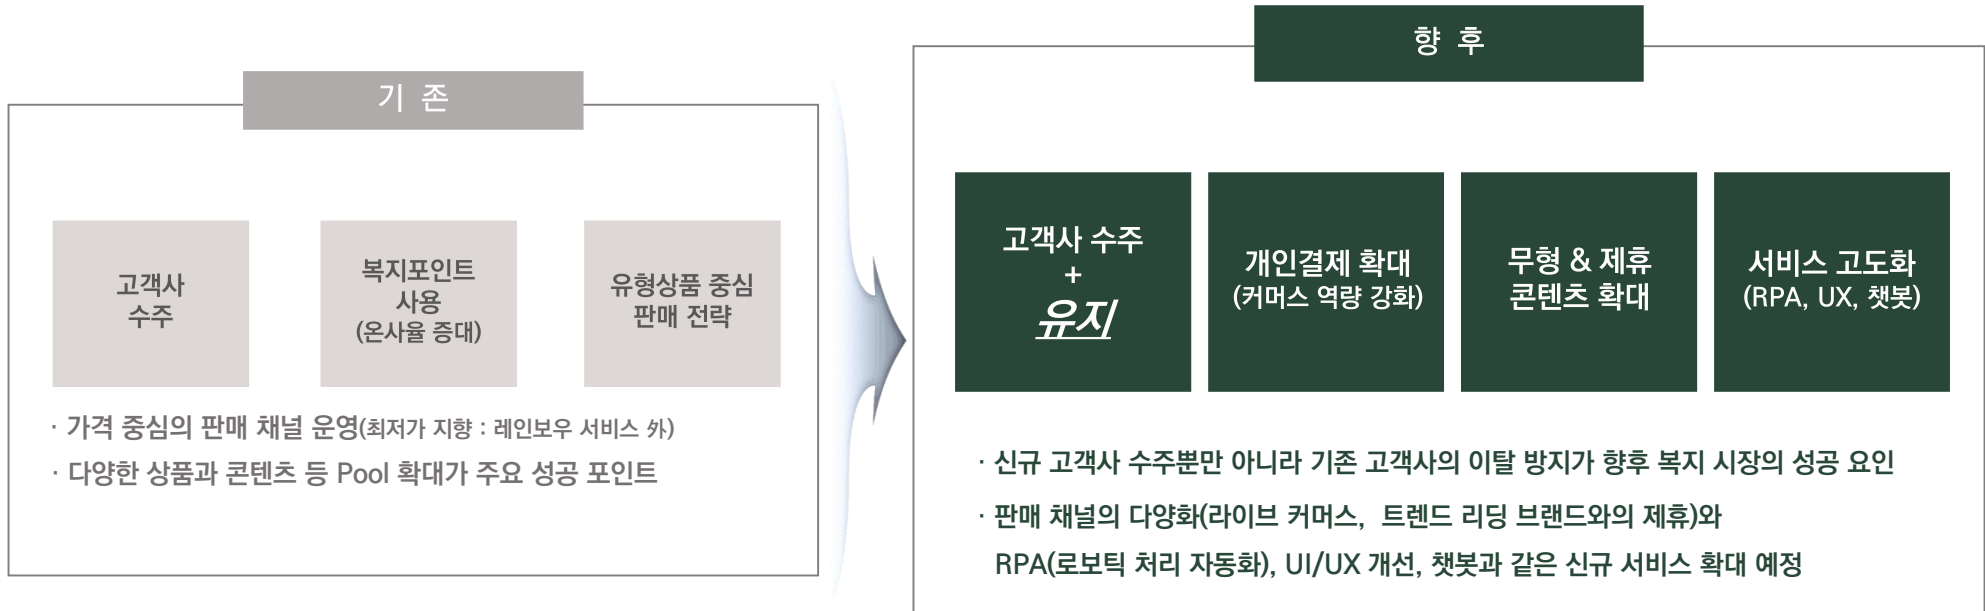 기 존
고객사
수주
복지포인트
사용
(온사율 증대)
유형상품 중심
판매 전략
· 가격 중심의 판매 채널 운영(최저가 지향 : 레인보우 서비스 外)
· 다양한 상품과 콘텐츠 등 Pool 확대가 주요 성공 포인트
향 후
고객사 수주
+
유지
개인결제 확대
(커머스 역량 강화)
무형 & 제휴
콘텐츠 확대
서비스 고도화
(RPA, UX, 챗봇)
· 신규 고객사 수주뿐만 아니라 기존 고객사의 이탈 방지가 향후 복지 시장의 성공 요인
· 판매 채널의 다양화(라이브 커머스, 트렌드 리딩 브랜드와의 제휴)와
RPA(로보틱 처리 자동화), UI/UX 개선, 챗봇과 같은 신규 서비스 확대 예정